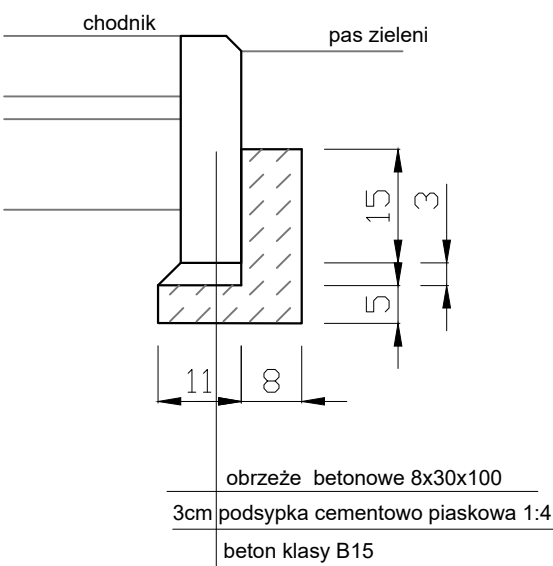 chodnik
pas zieleni
15
3
5
11
8
obrzeże betonowe 8x30x100
3cm podsypka cementowo piaskowa 1:4
beton klasy B15